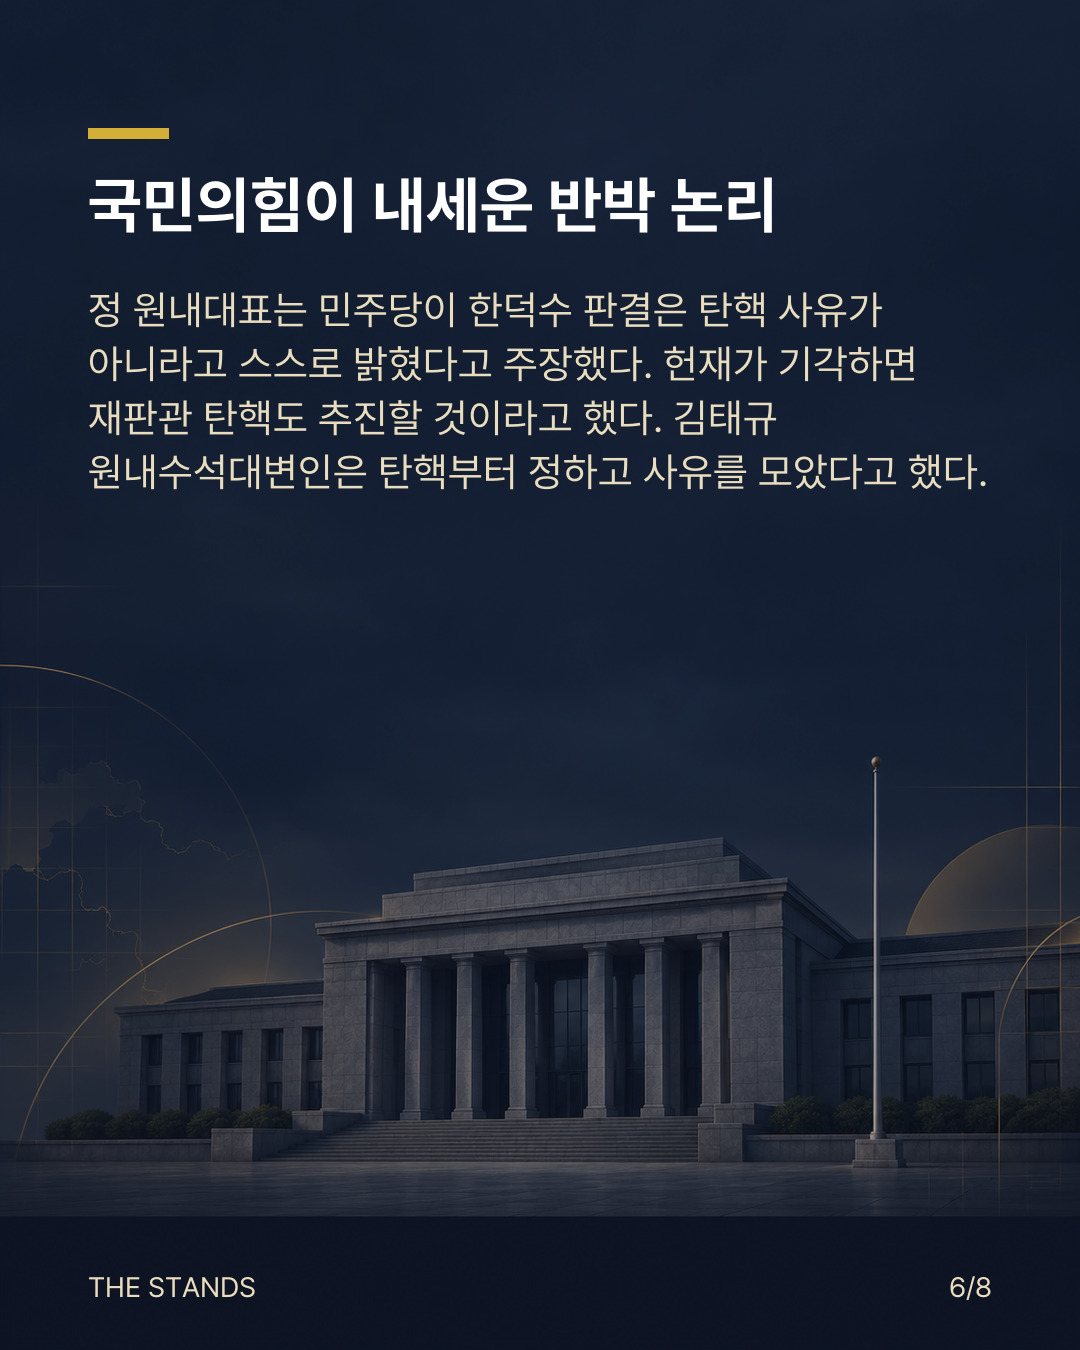 국민의힘이 내세운 반박 논리
정 원내대표는 민주당이 한덕수 판결은 탄핵 사유가
아니라고 스스로 밝혔다고 주장했다. 헌재가 기각하면
재판관 탄핵도 추진할 것이라고 했다. 김태규
원내수석대변인은 탄핵부터 정하고 사유를 모았다고 했다.
THE STANDS
6/8